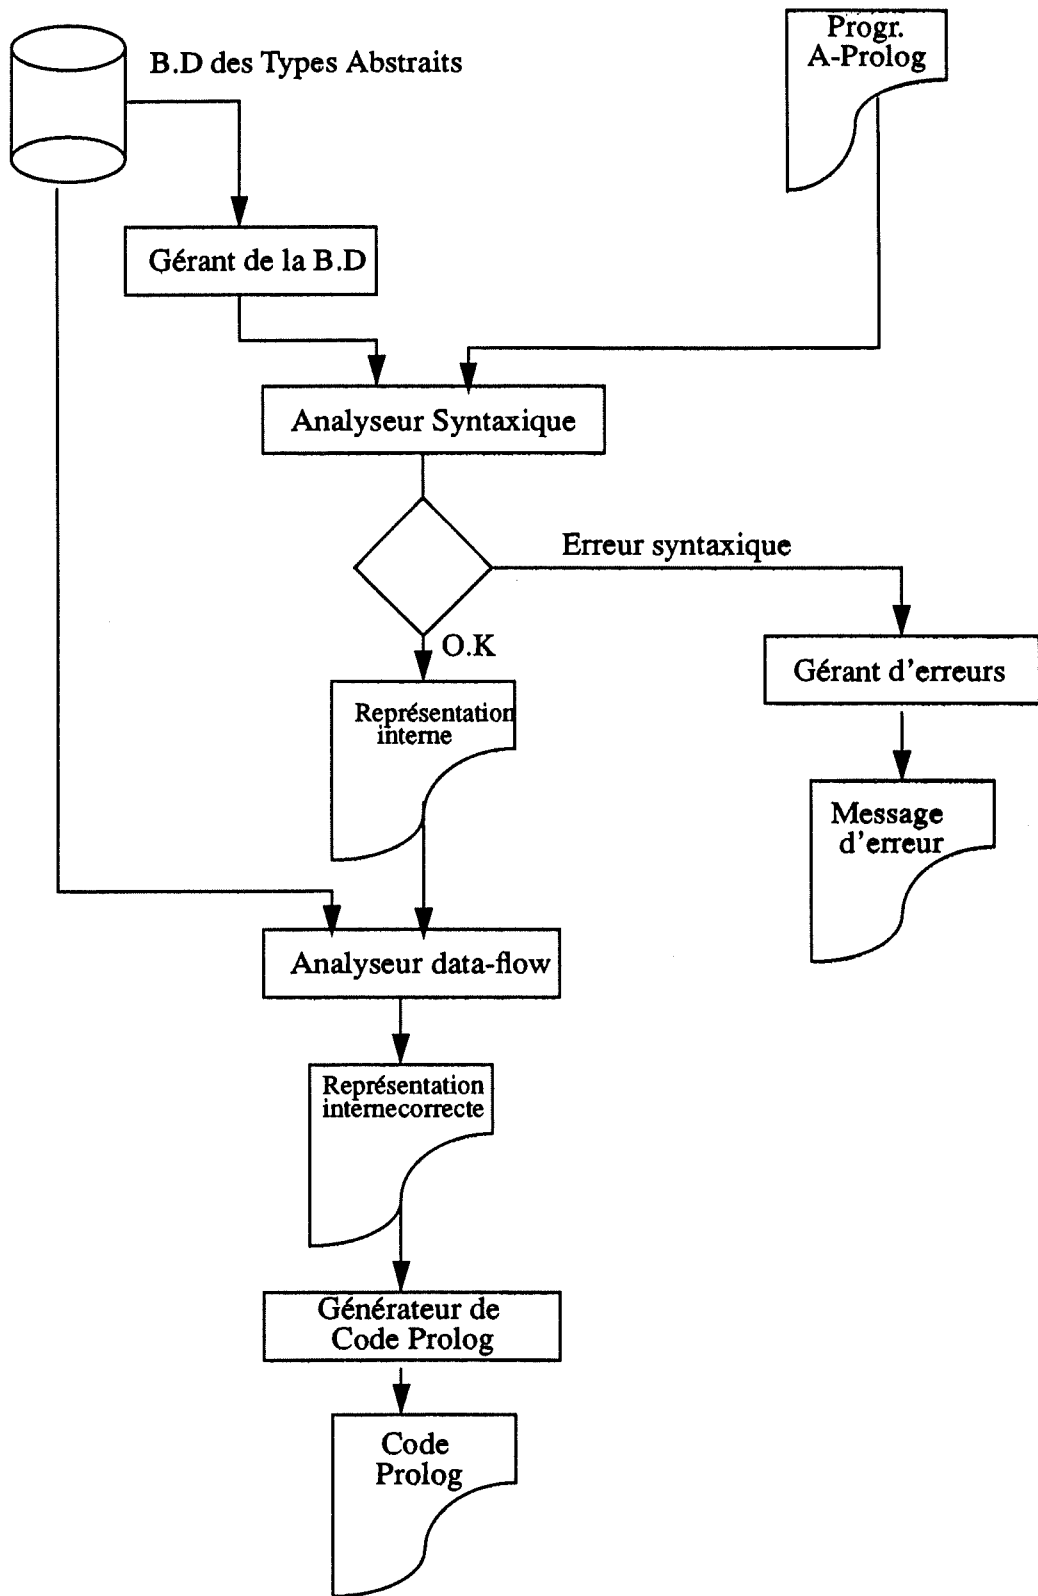 Progr.
A-Prolog
B.D des Types Abstraits
Gérant de la B.D
Analyseur Syntaxique
Erreur syntaxique
O.K
Gérant d'erreurs
Représentation
interne
Message
d'erreur
Analyseur data-flow
Représentation
internecorrecte
Générateur de
Code Prolog
Code
Prolog